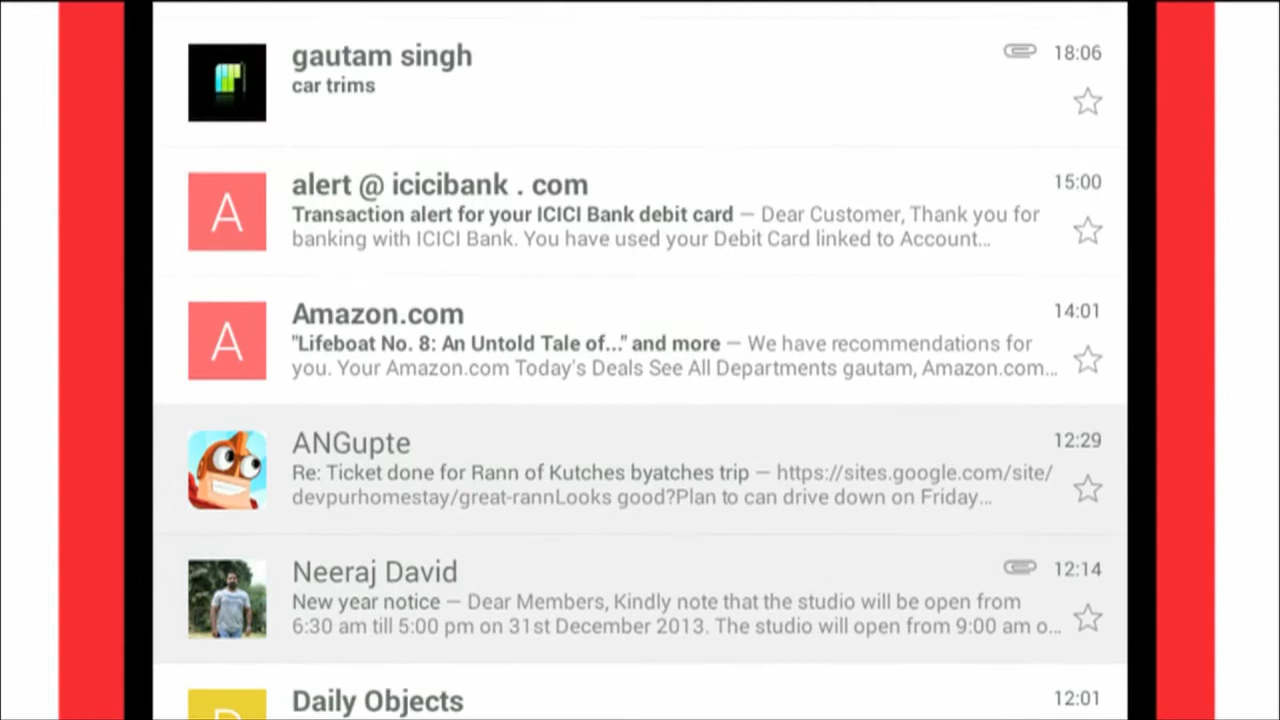 gautam singh
18:06
car trims
A
alert @ icicibank . com
15:00
Transaction alert for your ICICI Bank debit card — Dear Customer, Thank you for
banking with ICICI Bank. You have used your Debit Card linked to Account...
A
Amazon.com
14:01
"Lifeboat No. 8: An Untold Tale of..." and more — We have recommendations for
you. Your Amazon.com Today's Deals See All Departments gautam, Amazon.com...
ANGupte
12:29
Re: Ticket done for Rann of Kutches byatches trip — https://sites.google.com/site/
devpurhomestay/great-rannLooks good?Plan to can drive down on Friday...
Neeraj David
12:14
New year notice — Dear Members, Kindly note that the studio will be open from
6:30 am till 5:00 pm on 31st December 2013. The studio will open from 9:00 am o...
D
Daily Objects
12:01